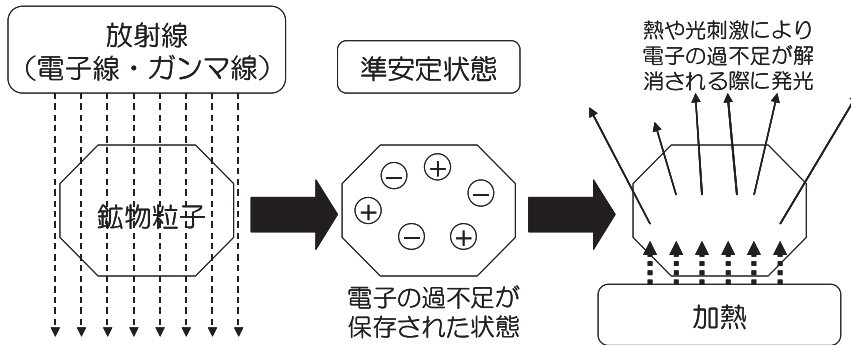 放射線
（電子線・ガンマ線）
鉱物粒子
準安定状態
電子の過不足が
保存された状態
熱や光刺激により
電子の過不足が解
消される際に発光
加熱